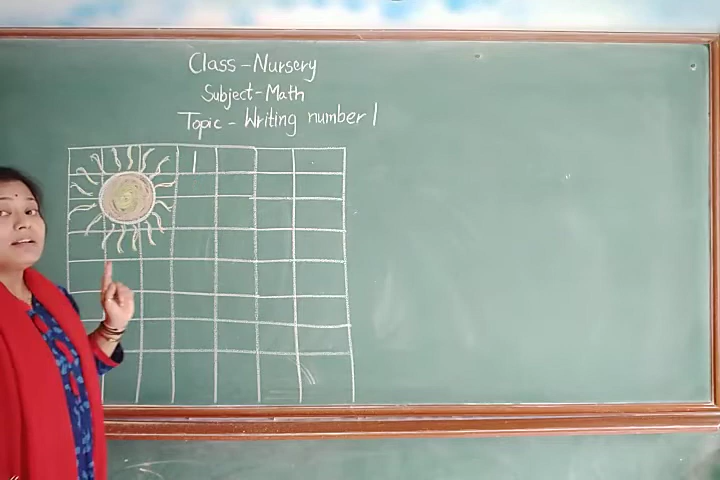 Class - Nursery
Subject - Math
Topic - Writing number 1
1